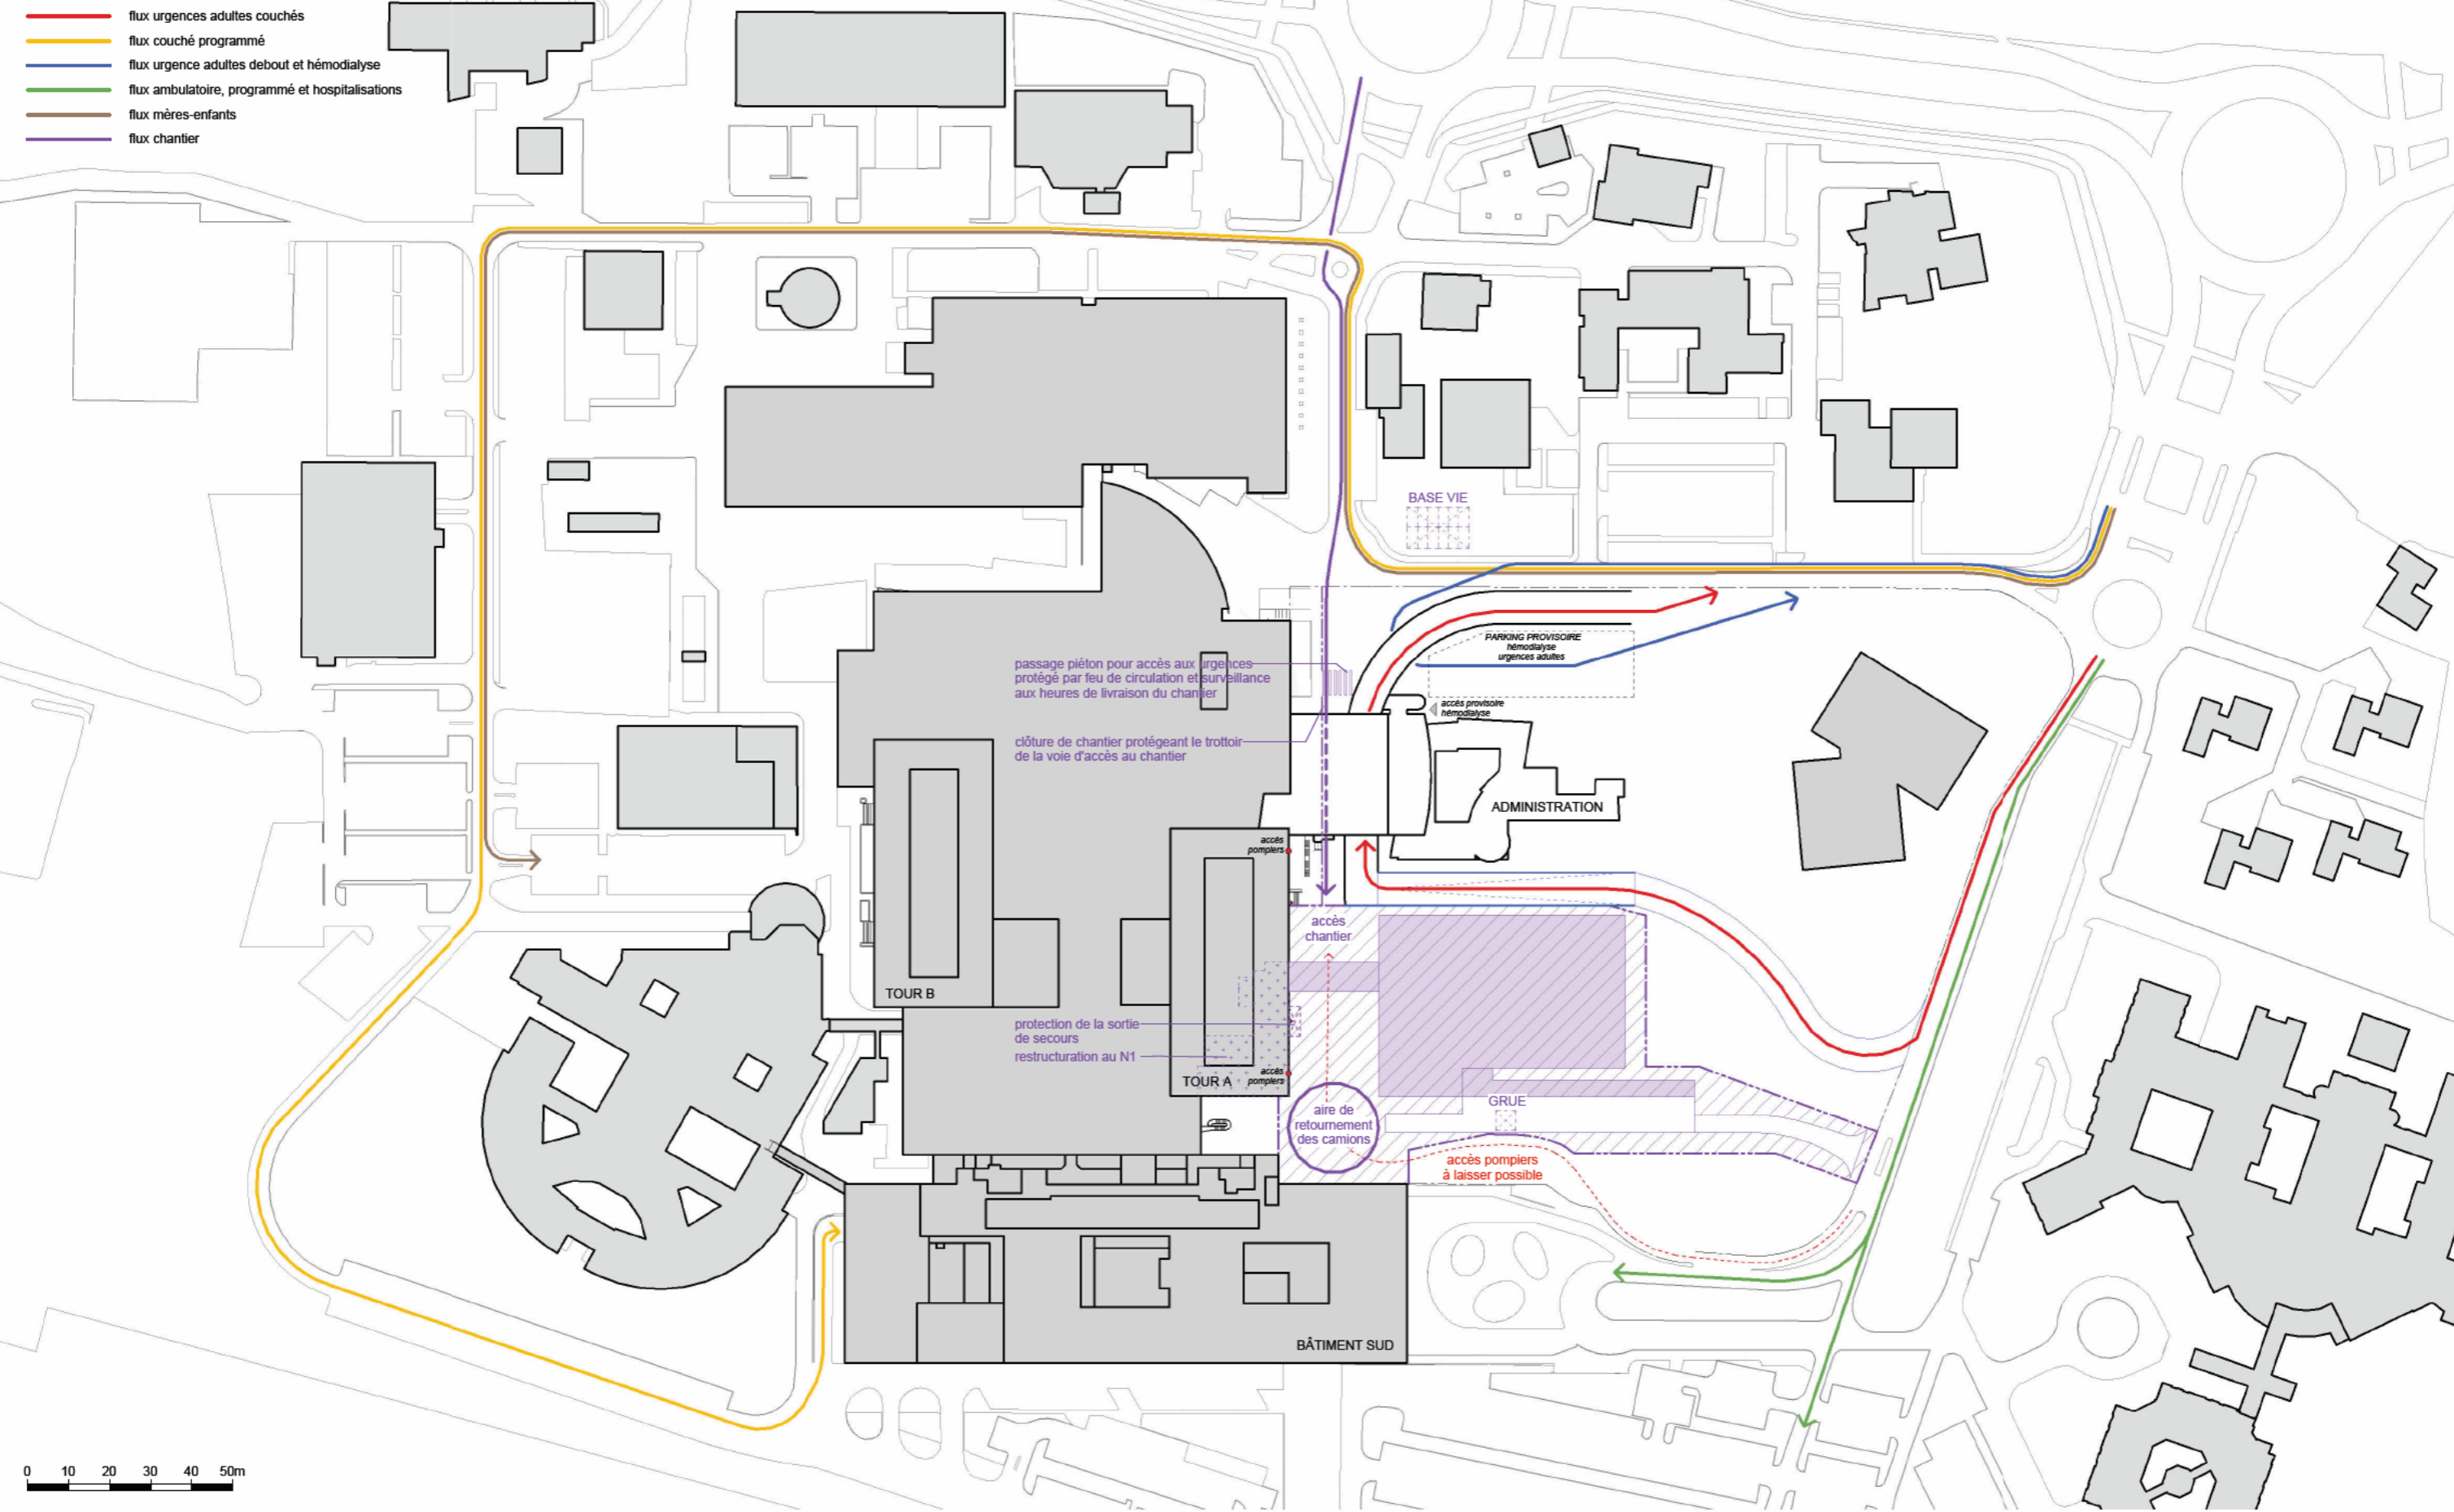 flux urgences adultes couchés
flux couché programmé
flux urgence adultes debout et hémodialyse
flux ambulatoire, programmé et hospitalisations
flux mères-enfants
flux chantier
BASE VIE
PARKING PROVISOIRE
hémodialyse
urgences adultes
passage piéton pour accès aux urgences
protégé par feu de circulation et surveillance
aux heures de livraison du chantier
accès provisoire
hémodialyse
clôture de chantier protégeant le trottoir
de la voie d'accès au chantier
ADMINISTRATION
accès
pompiers
accès
chantier
TOUR B
protection de la sortie
de secours
restructuration au N1
TOUR A
accès
pompiers
GRUE
aire de
retournement
des camions
accès pompiers
à laisser possible
BÂTIMENT SUD
0 10 20 30 40 50m